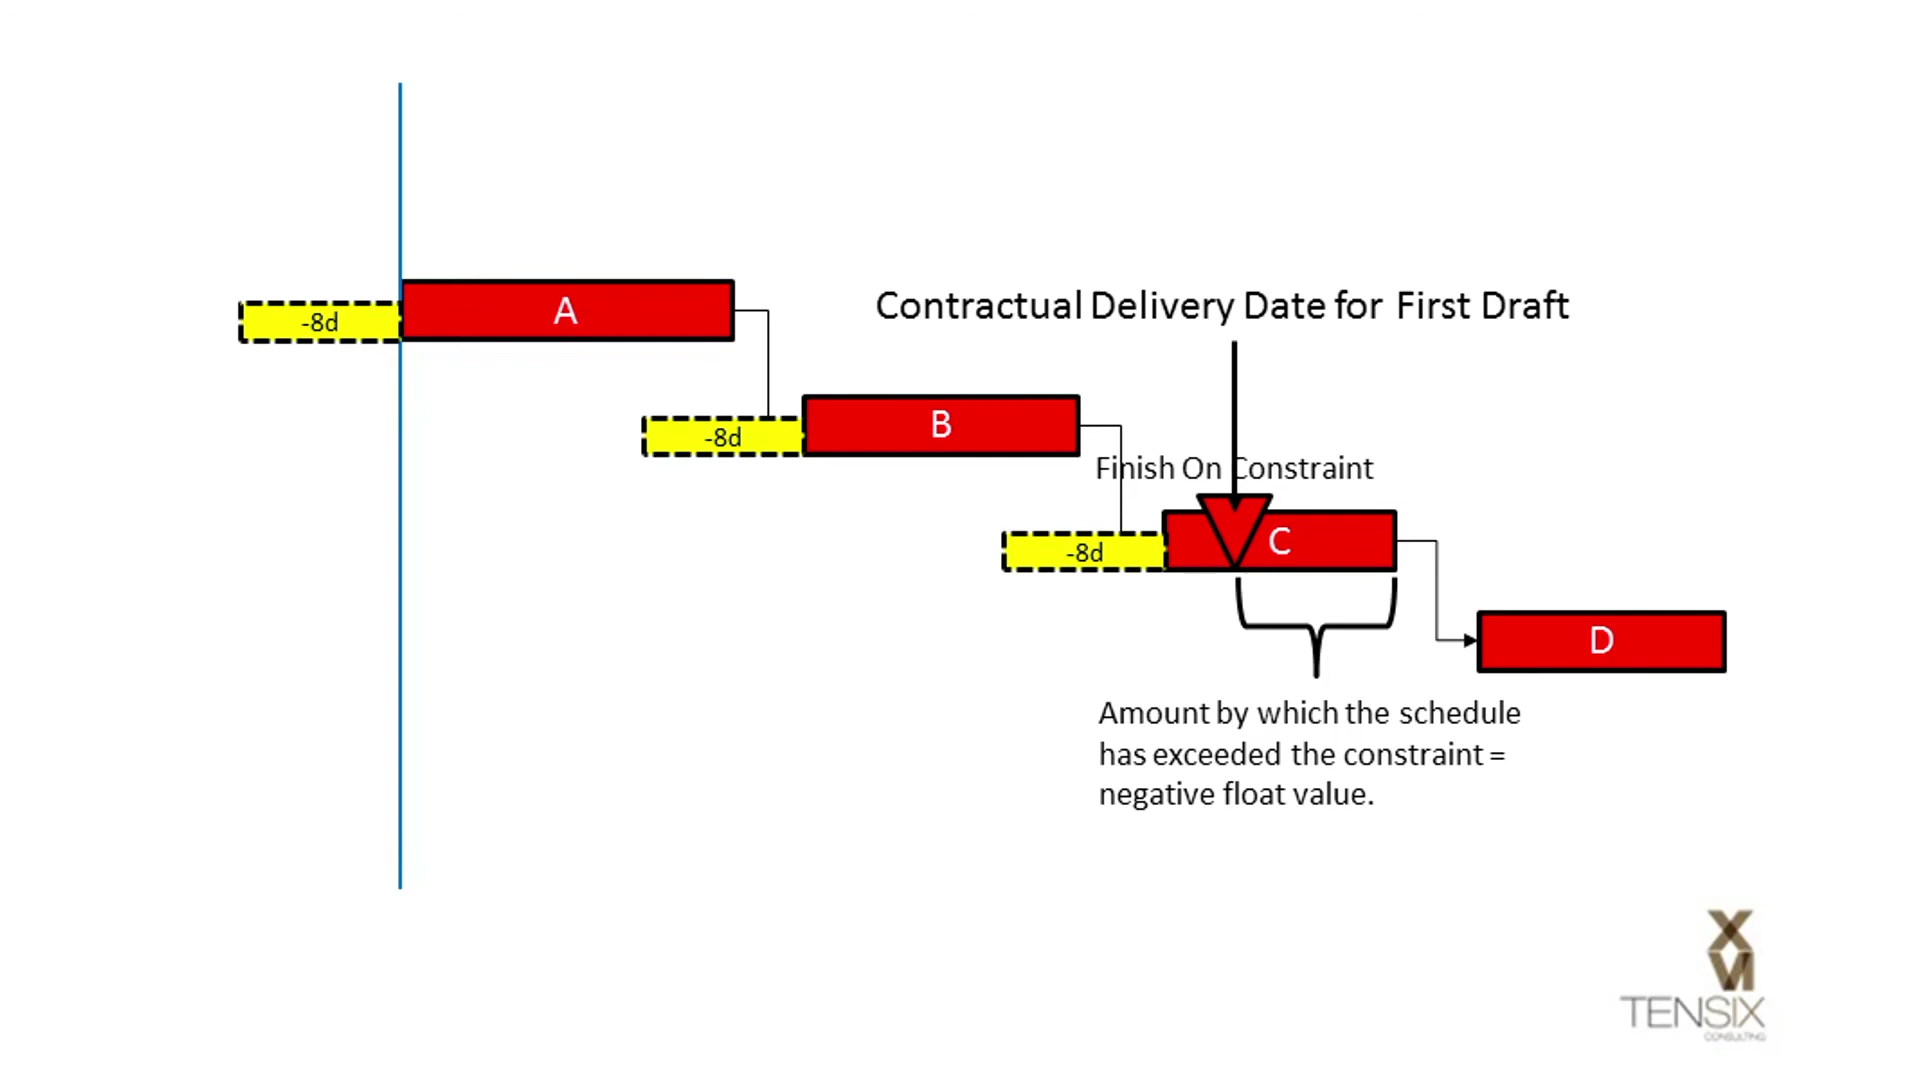 A
-8d
Contractual Delivery Date for First Draft
B
-8d
Finish On Constraint
C
-8d
D
Amount by which the schedule
has exceeded the constraint =
negative float value.
TENSIX
CONSULTING